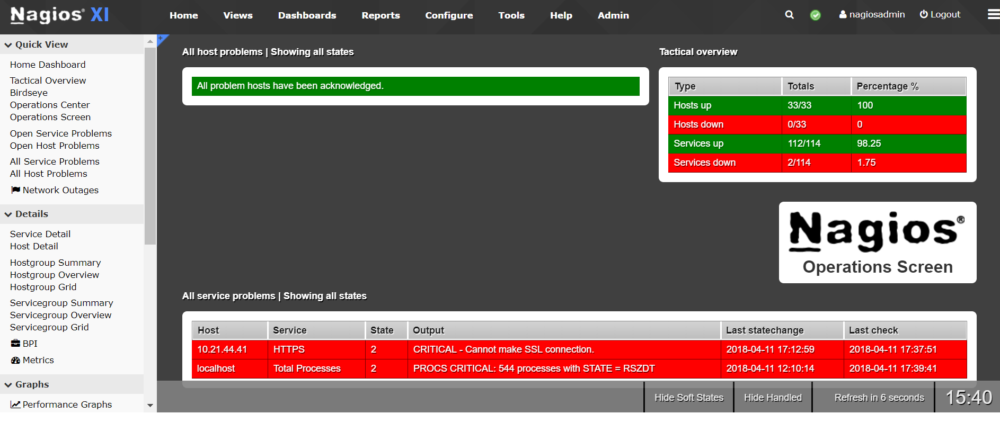 Nagios® XI
Home Views Dashboards Reports Configure Tools Help Admin nagiosadmin Logout
Quick View
Home Dashboard
Tactical Overview
Birdseye
Operations Center
Operations Screen
Open Service Problems
Open Host Problems
All Service Problems
All Host Problems
Network Outages
Details
Service Detail
Host Detail
Hostgroup Summary
Hostgroup Overview
Hostgroup Grid
Servicegroup Summary
Servicegroup Overview
Servicegroup Grid
BPI
Metrics
Graphs
Performance Graphs
All host problems | Showing all states
All problem hosts have been acknowledged.
Tactical overview
Type Totals Percentage %
Hosts up 33/33 100
Hosts down 0/33 0
Services up 112/114 98.25
Services down 2/114 1.75
Nagios®
Operations Screen
All service problems | Showing all states
Host Service State Output Last statechange Last check
10.21.44.41 HTTPS 2 CRITICAL - Cannot make SSL connection. 2018-04-11 17:12:59 2018-04-11 17:37:51
localhost Total Processes 2 PROCS CRITICAL: 544 processes with STATE = RSZDT 2018-04-11 12:10:14 2018-04-11 17:39:41
Hide Soft States Hide Handled Refresh in 6 seconds 15:40